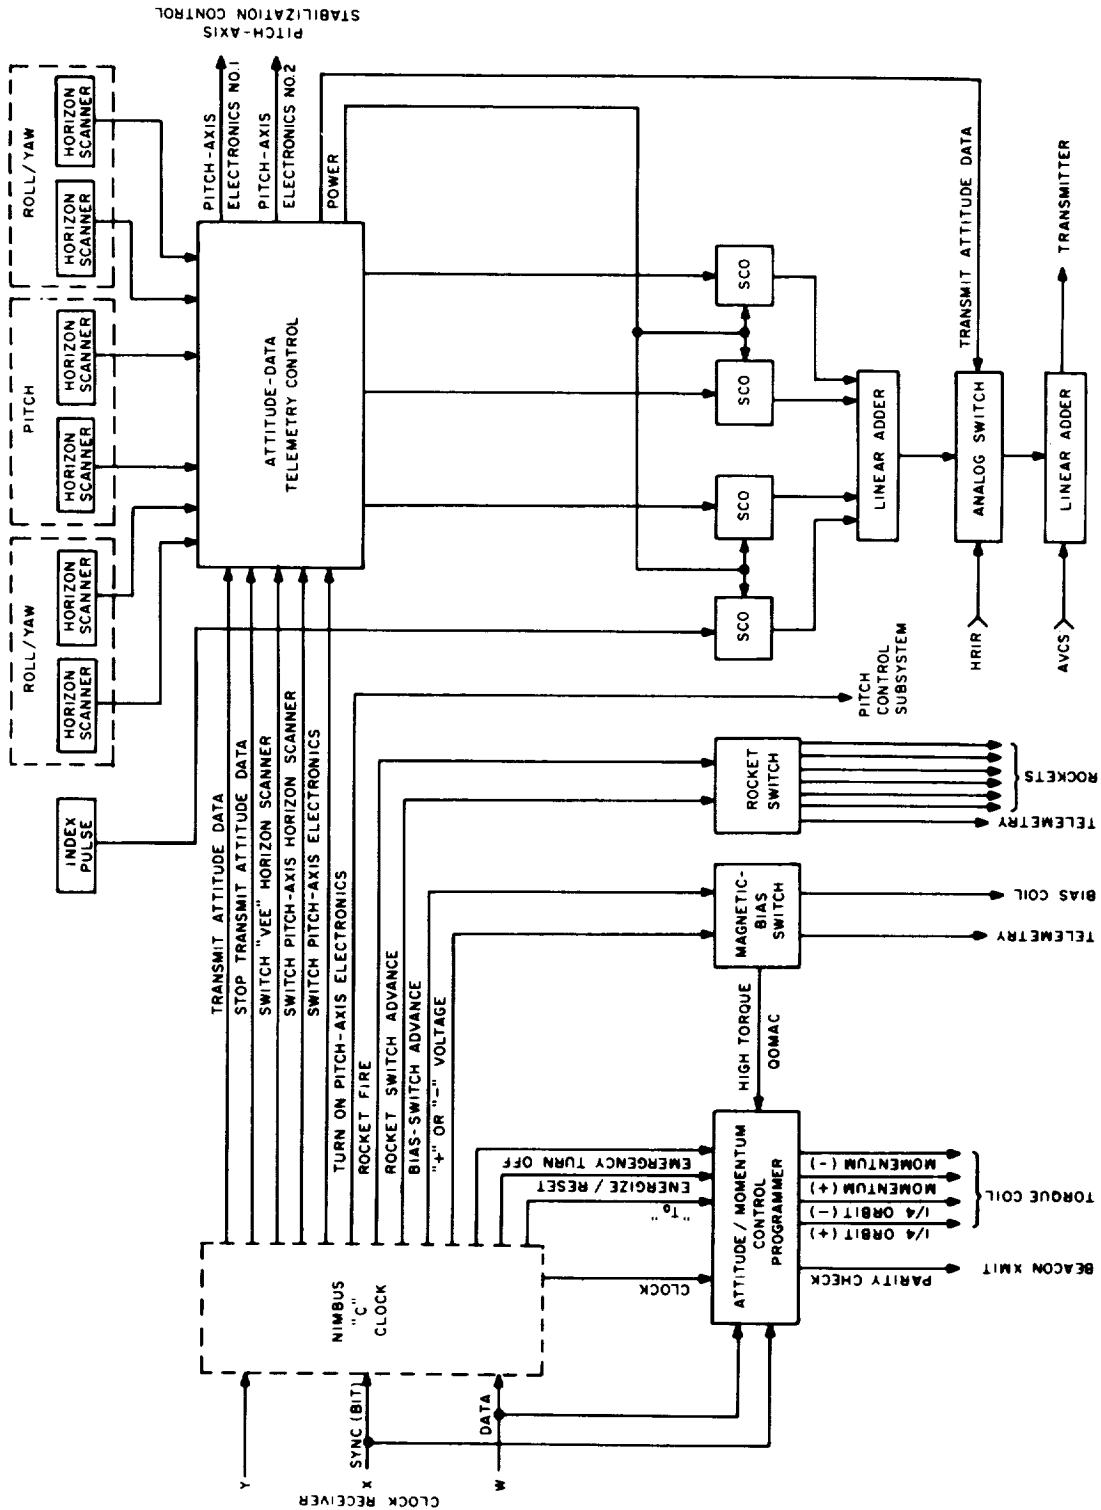 ROLL/YAW
HORIZON
SCANNER
HORIZON
SCANNER
PITCH
HORIZON
SCANNER
HORIZON
SCANNER
ROLL/YAW
HORIZON
SCANNER
HORIZON
SCANNER
INDEX
PULSE
PITCH-AXIS
STABILIZATION CONTROL
PITCH-AXIS
ELECTRONICS NO.1
PITCH-AXIS
ELECTRONICS NO.2
POWER
ATTITUDE-DATA
TELEMETRY CONTROL
TRANSMIT ATTITUDE DATA
STOP TRANSMIT ATTITUDE DATA
SWITCH "VEE" HORIZON SCANNER
SWITCH PITCH-AXIS HORIZON SCANNER
SWITCH PITCH-AXIS ELECTRONICS
TURN ON PITCH-AXIS ELECTRONICS
ROCKET FIRE
ROCKET SWITCH ADVANCE
BIAS-SWITCH ADVANCE
"+" OR "-" VOLTAGE
EMERGENCY TURN OFF
ENERGIZE / RESET
"To"
NIMBUS
"C"
CLOCK
CLOCK
Y
X
W
SYNC (BIT)
DATA
CLOCK RECEIVER
SCO
SCO
SCO
SCO
LINEAR ADDER
TRANSMIT ATTITUDE DATA
ANALOG SWITCH
HRIR
LINEAR ADDER
AVCS
TRANSMITTER
PITCH
CONTROL
SUBSYSTEM
ROCKET
SWITCH
ROCKETS
TELEMETRY
MAGNETIC-
BIAS
SWITCH
BIAS COIL
TELEMETRY
HIGH TORQUE
QOMAC
ATTITUDE / MOMENTUM
CONTROL
PROGRAMMER
MOMENTUM (-)
MOMENTUM (+)
1/4 ORBIT (-)
1/4 ORBIT (+)
TORQUE COIL
PARITY CHECK
BEACON XMIT